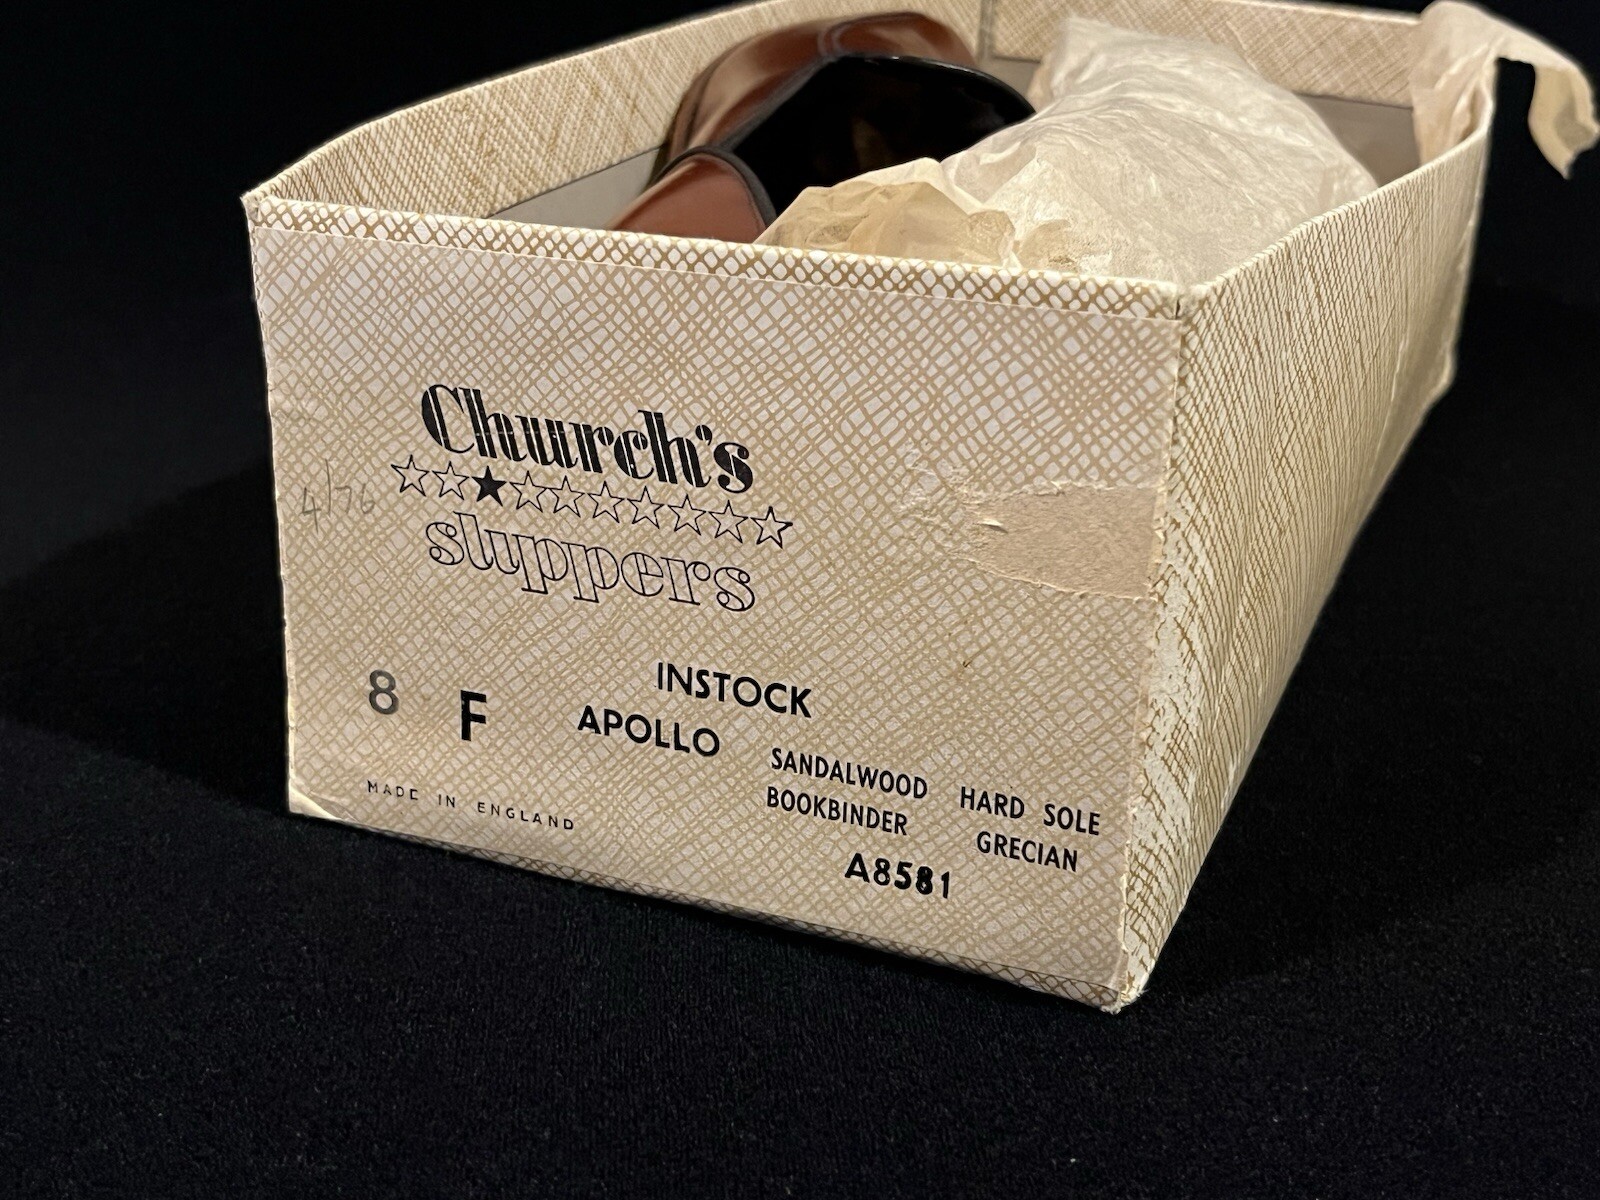 Church's
4/76
slippers
INSTOCK
8 F APOLLO
SANDALWOOD HARD SOLE
BOOKBINDER GRECIAN
A8581
MADE IN ENGLAND